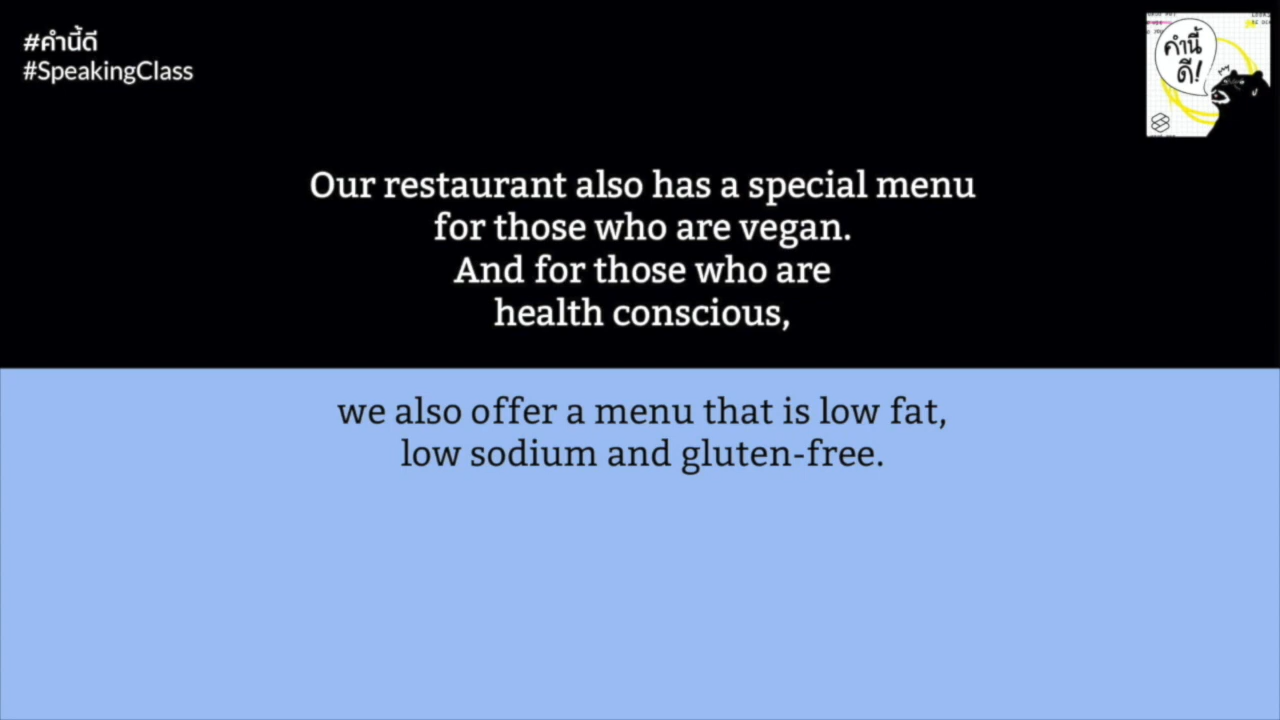 #คำนี้ดี
#SpeakingClass
คำนี้
ดี!
Our restaurant also has a special menu
for those who are vegan.
And for those who are
health conscious,
we also offer a menu that is low fat,
low sodium and gluten-free.